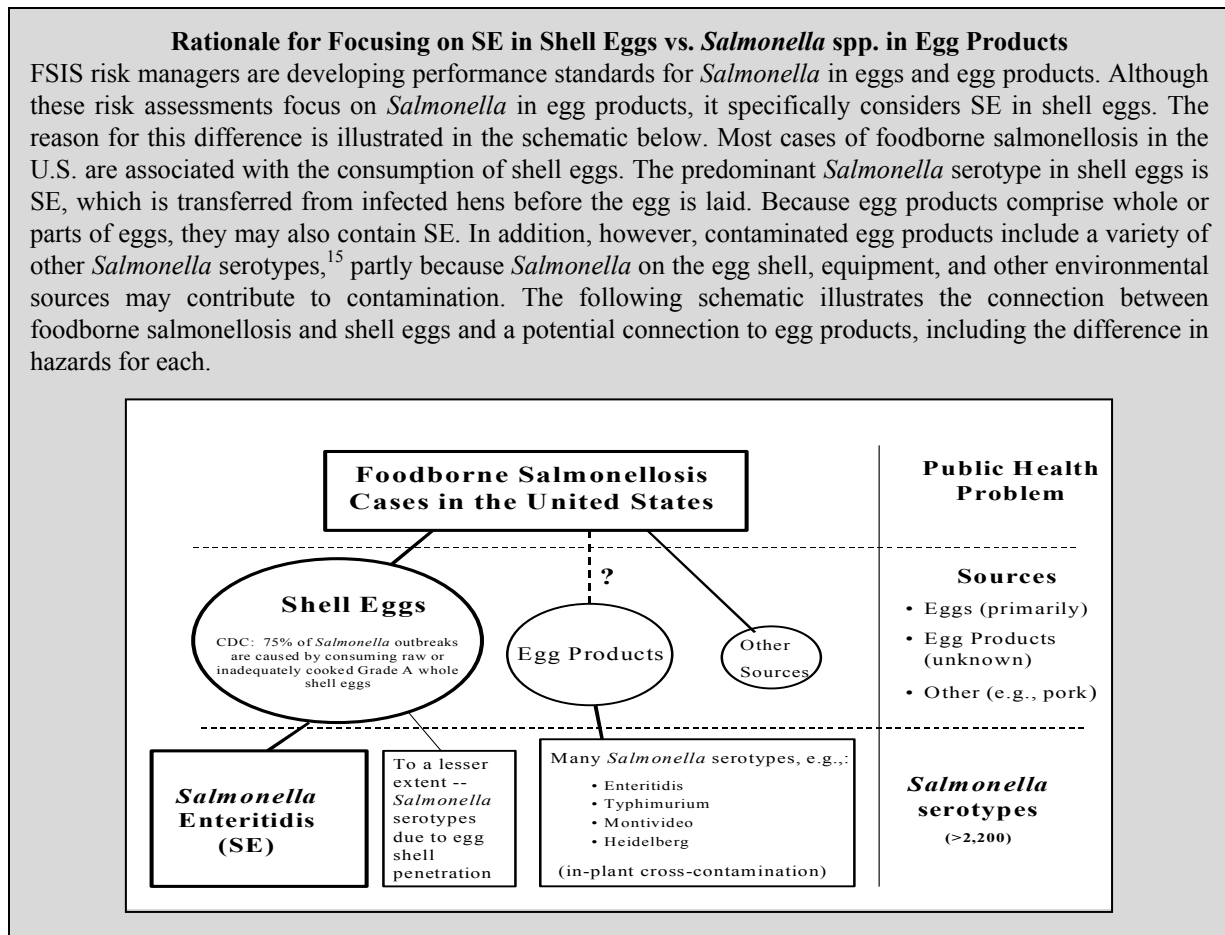 Rationale for Focusing on SE in Shell Eggs vs. Salmonella spp. in Egg Products
FSIS risk managers are developing performance standards for Salmonella in eggs and egg products. Although
these risk assessments focus on Salmonella in egg products, it specifically considers SE in shell eggs. The
reason for this difference is illustrated in the schematic below. Most cases of foodborne salmonellosis in the
U.S. are associated with the consumption of shell eggs. The predominant Salmonella serotype in shell eggs is
SE, which is transferred from infected hens before the egg is laid. Because egg products comprise whole or
parts of eggs, they may also contain SE. In addition, however, contaminated egg products include a variety of
other Salmonella serotypes,15 partly because Salmonella on the egg shell, equipment, and other environmental
sources may contribute to contamination. The following schematic illustrates the connection between
foodborne salmonellosis and shell eggs and a potential connection to egg products, including the difference in
hazards for each.
Foodborne Salmonellosis
Cases in the United States
Public Health
Problem
Shell Eggs
CDC: 75% of Salmonella outbreaks
are caused by consuming raw or
inadequately cooked Grade A whole
shell eggs
?
Egg Products
Other
Sources
Sources
• Eggs (primarily)
• Egg Products
(unknown)
• Other (e.g., pork)
Salmonella
Enteritidis
(SE)
To a lesser
extent --
Salmonella
serotypes
due to egg
shell
penetration
Many Salmonella serotypes, e.g.,:
• Enteritidis
• Typhimurium
• Montivideo
• Heidelberg
(in-plant cross-contamination)
Salmonella
serotypes
(>2,200)